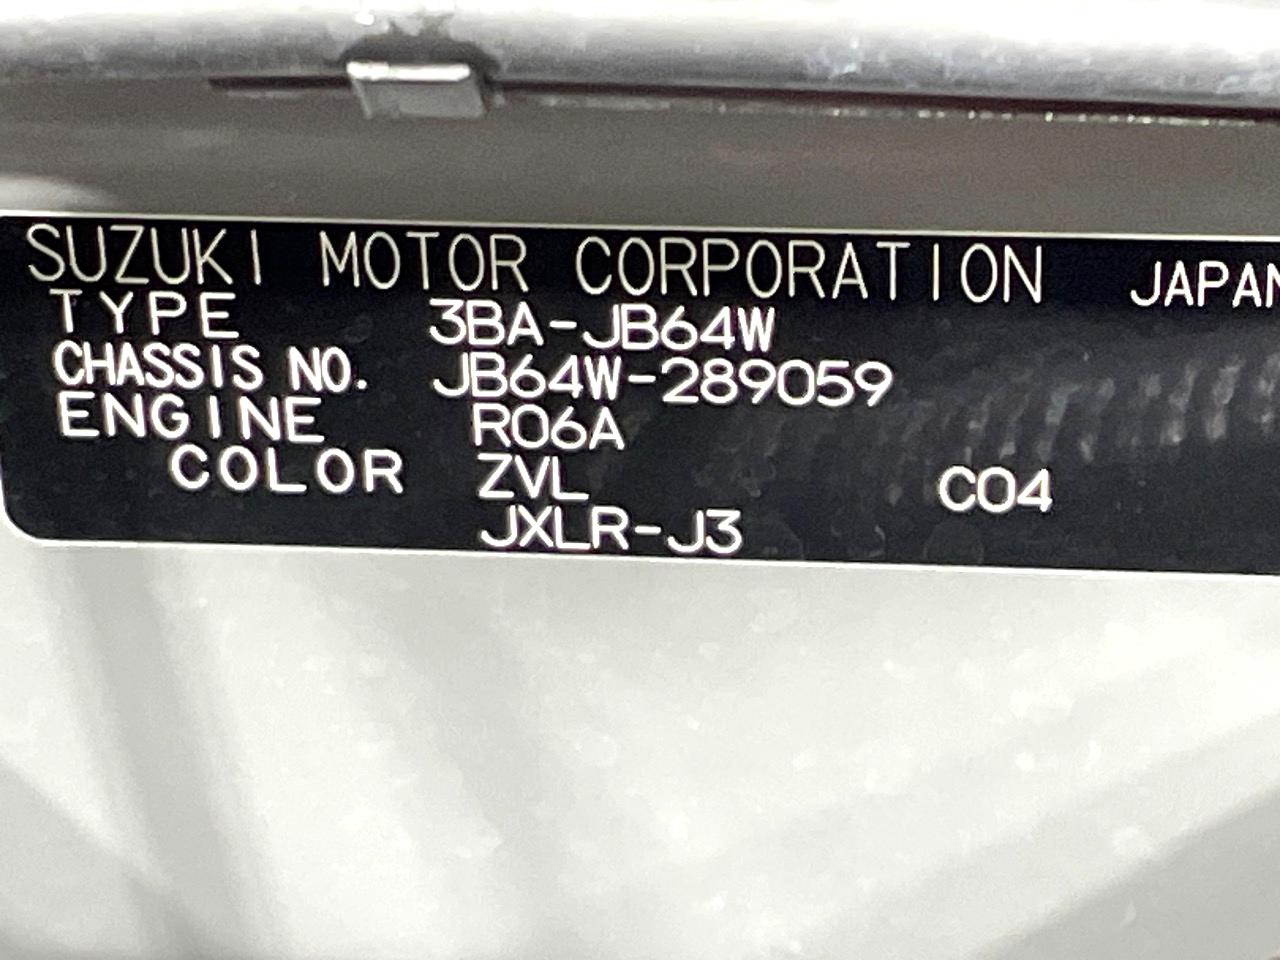 SUZUKI MOTOR CORPORATION JAPAN
TYPE 3BA-JB64W
CHASSIS NO. JB64W-289059
ENGINE R06A
COLOR ZVL C04
JXLR-J3